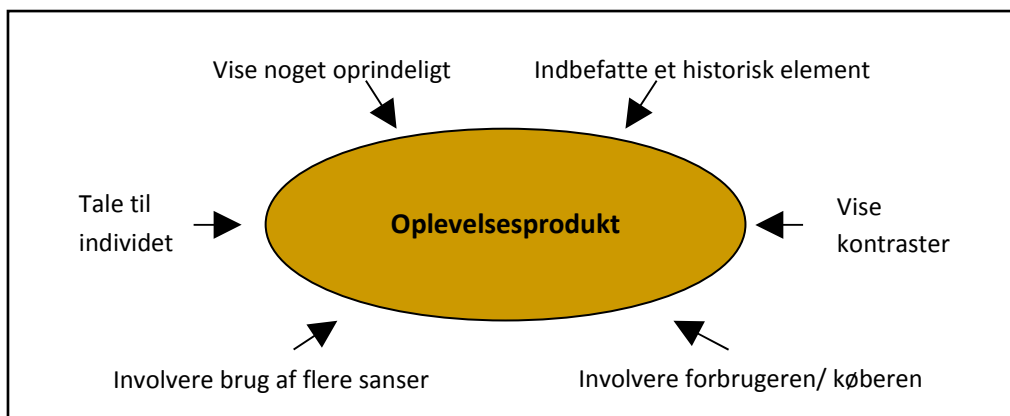 Vise noget oprindeligt
Indbefatte et historisk element
Tale til
individet
Oplevelsesprodukt
Vise
kontraster
Involvere brug af flere sanser
Involvere forbrugeren/ køberen